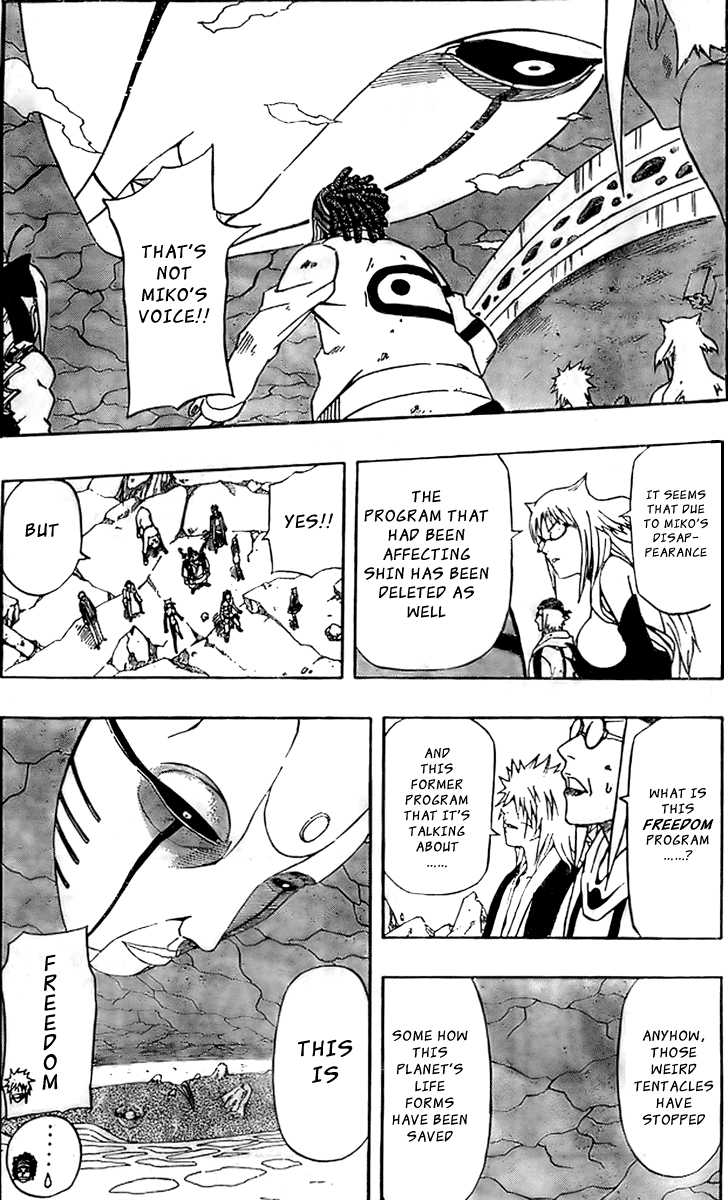 THAT'S
NOT
MIKO'S
VOICE!!
IT SEEMS
THAT DUE
TO MIKO'S
DISAP-
PEARANCE
THE
PROGRAM THAT
HAD BEEN
AFFECTING
SHIN HAS BEEN
DELETED AS
WELL
YES!!
BUT
WHAT IS
THIS
FREEDOM
PROGRAM
......?
AND
THIS
FORMER
PROGRAM
THAT IT'S
TALKING
ABOUT
......
ANYHOW,
THOSE
WEIRD
TENTACLES
HAVE
STOPPED
SOME HOW
THIS
PLANET'S
LIFE
FORMS
HAVE BEEN
SAVED
THIS
IS
FREEDOM
......